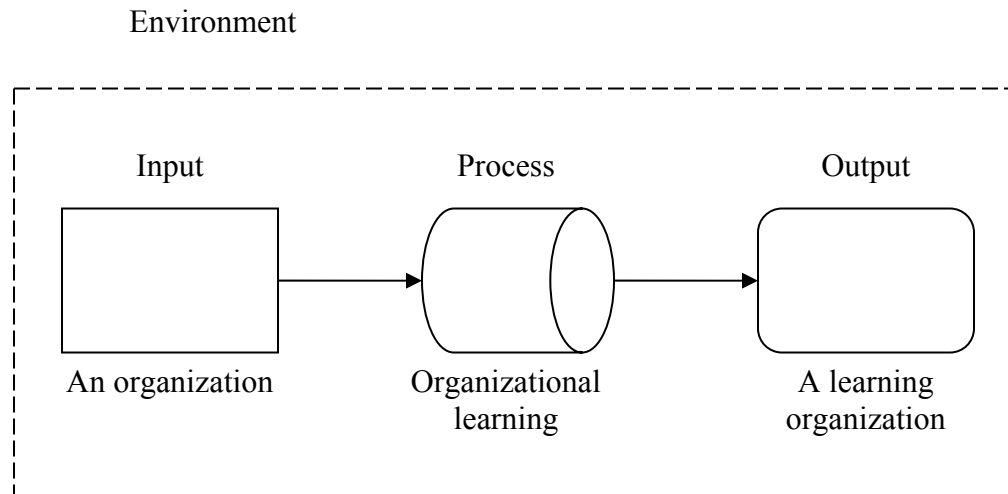 Environment
Input
Process
Output
An organization
Organizational
learning
A learning
organization